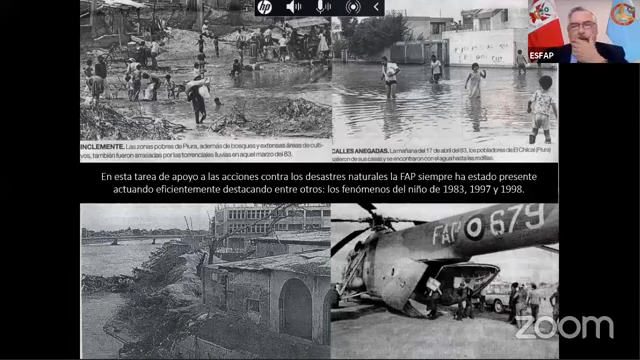 hp
ESFAP
INCLEMENTE. Las zonas pobres de Piura, además de bosques y extensas áreas de culti-
vos, también fueron arrasadas por las torrenciales lluvias en aquel marzo del 83.
CALLES ANEGADAS. La mañana del 17 de abril del 83, los pobladores de El Chilcal (Piura)
salieron de sus casas y se encontraron con el agua hasta las rodillas.
En esta tarea de apoyo a las acciones contra los desastres naturales la FAP siempre ha estado presente
actuando eficientemente destacando entre otros: los fenómenos del niño de 1983, 1997 y 1998.
FAP 679
zoom